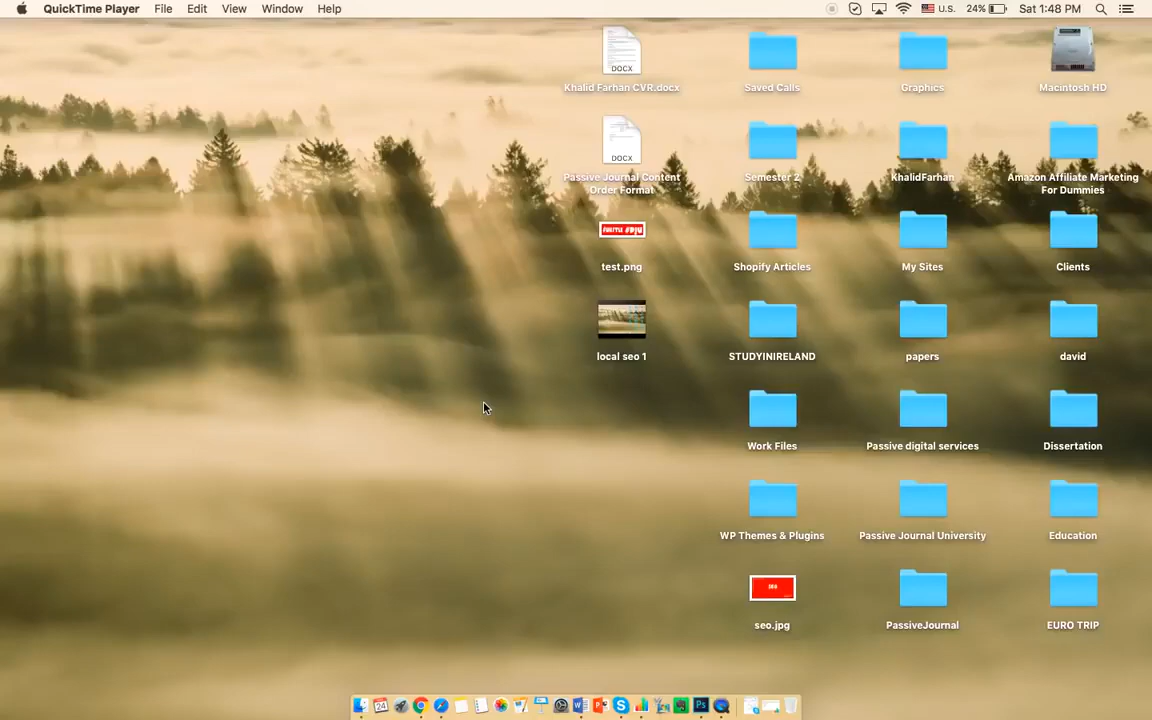 QuickTime Player File Edit View Window Help U.S. 24% Sat 1:48 PM
DOCX
Khalid Farhan CVR.docx
Saved Calls
Graphics
Macintosh HD
DOCX
Passive Journal Content
Order Format
Semester 2
KhalidFarhan
Amazon Affiliate Marketing
For Dummies
test.png
Shopify Articles
My Sites
Clients
local seo 1
STUDYINIRELAND
papers
david
Work Files
Passive digital services
Dissertation
WP Themes & Plugins
Passive Journal University
Education
SEO
seo.jpg
PassiveJournal
EURO TRIP
24